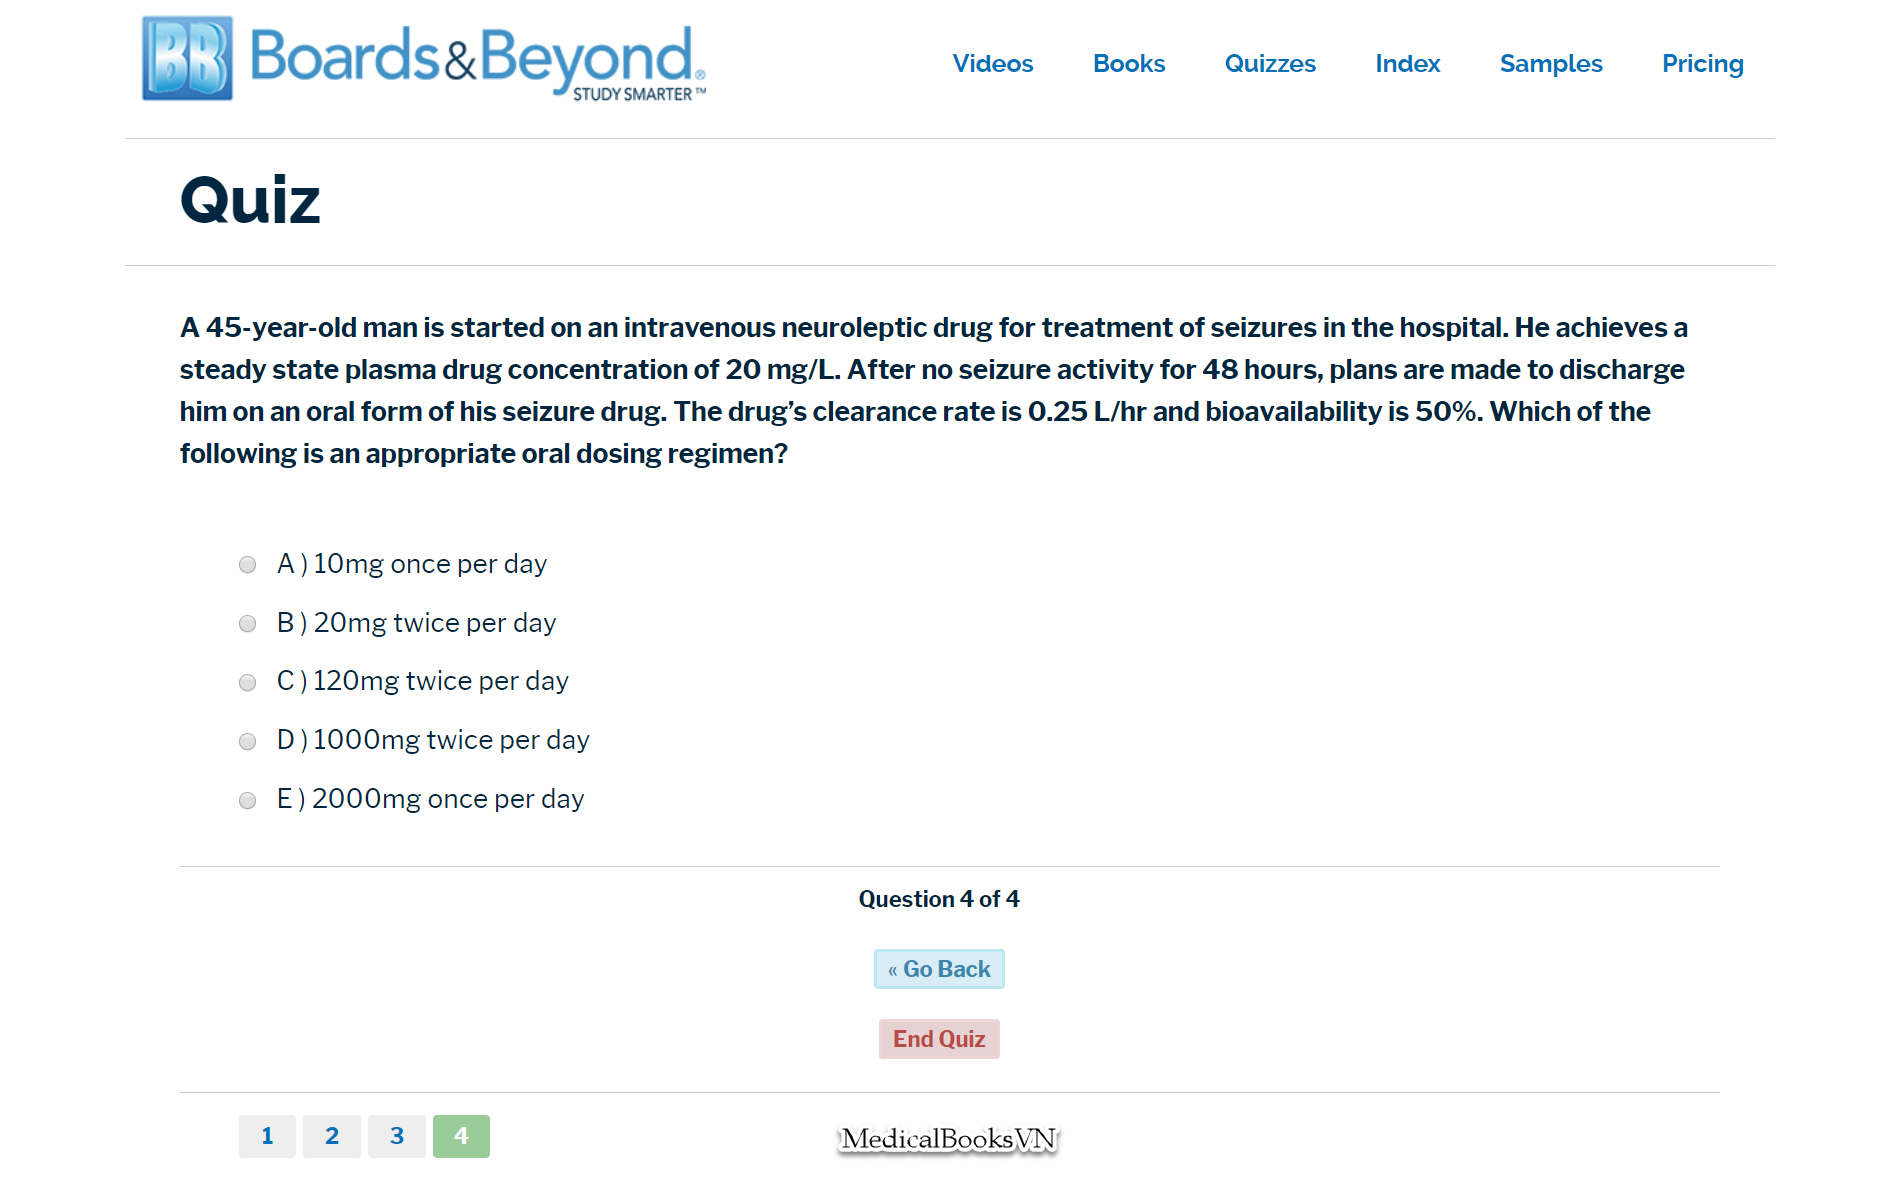 BB Boards&Beyond®
STUDY SMARTER™
Videos Books Quizzes Index Samples Pricing
Quiz
A 45-year-old man is started on an intravenous neuroleptic drug for treatment of seizures in the hospital. He achieves a
steady state plasma drug concentration of 20 mg/L. After no seizure activity for 48 hours, plans are made to discharge
him on an oral form of his seizure drug. The drug’s clearance rate is 0.25 L/hr and bioavailability is 50%. Which of the
following is an appropriate oral dosing regimen?
A ) 10mg once per day
B ) 20mg twice per day
C ) 120mg twice per day
D ) 1000mg twice per day
E ) 2000mg once per day
Question 4 of 4
« Go Back
End Quiz
1 2 3 4
MedicalBooksVN